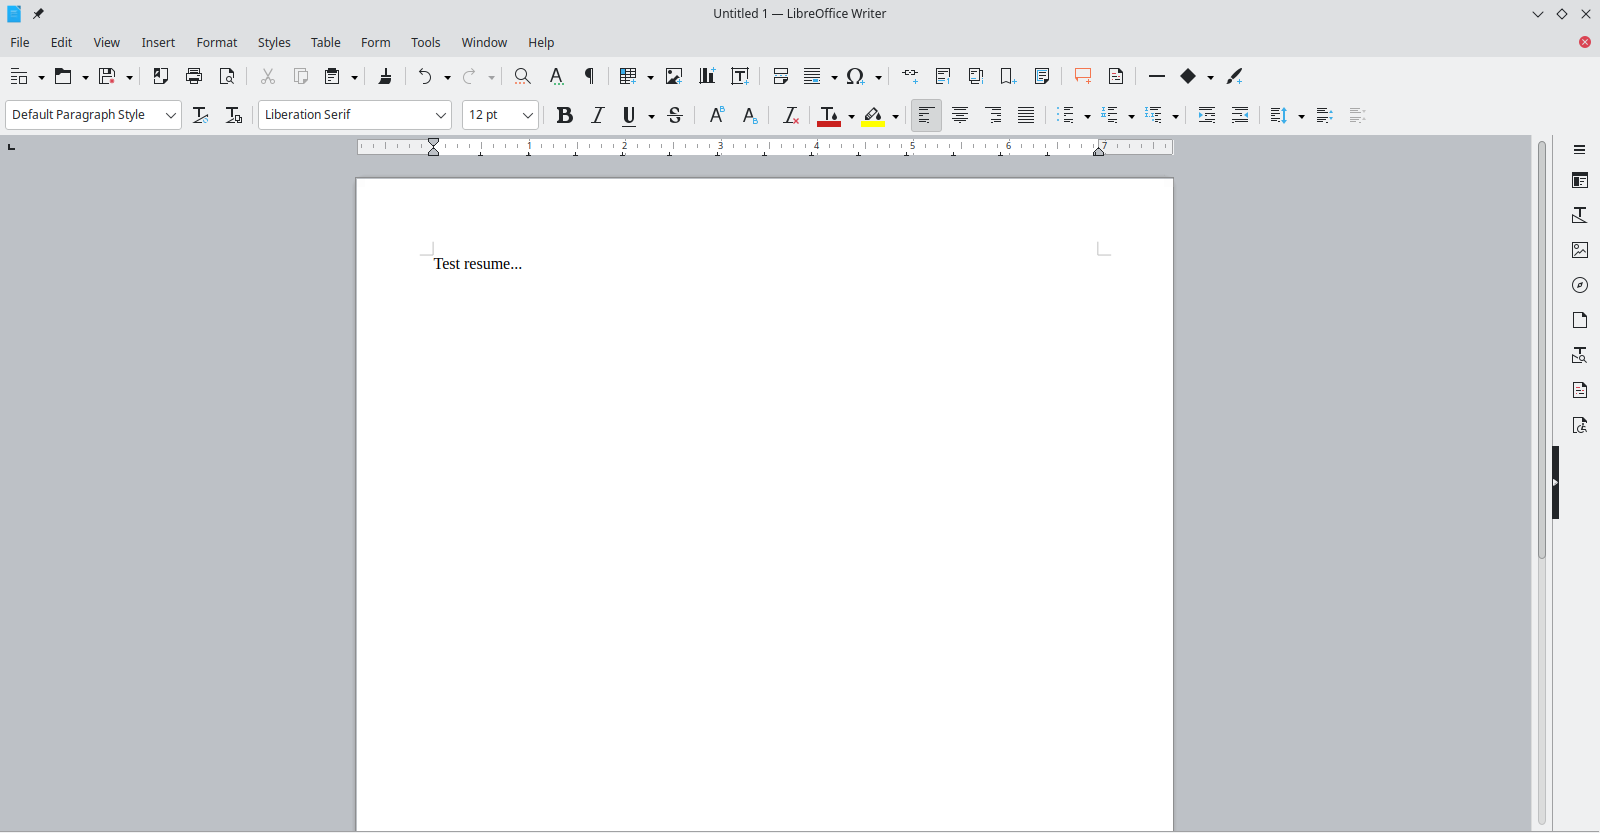 Untitled 1 — LibreOffice Writer
File Edit View Insert Format Styles Table Form Tools Window Help
Default Paragraph Style Liberation Serif 12 pt
1 2 3 4 5 6 7
Test resume...